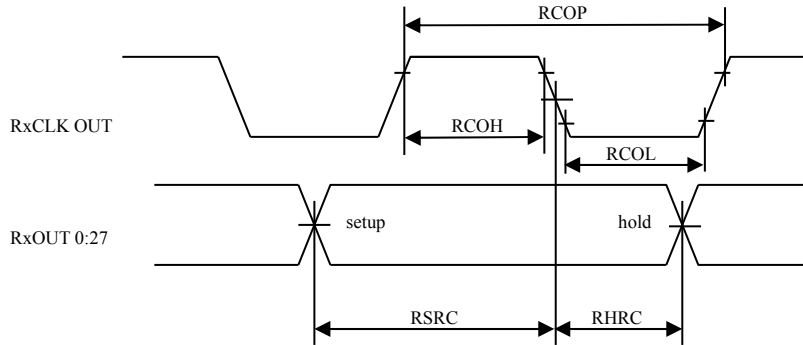 RCOP
RxCLK OUT
RCOH
RCOL
RxOUT 0:27
setup
hold
RSRC
RHRC